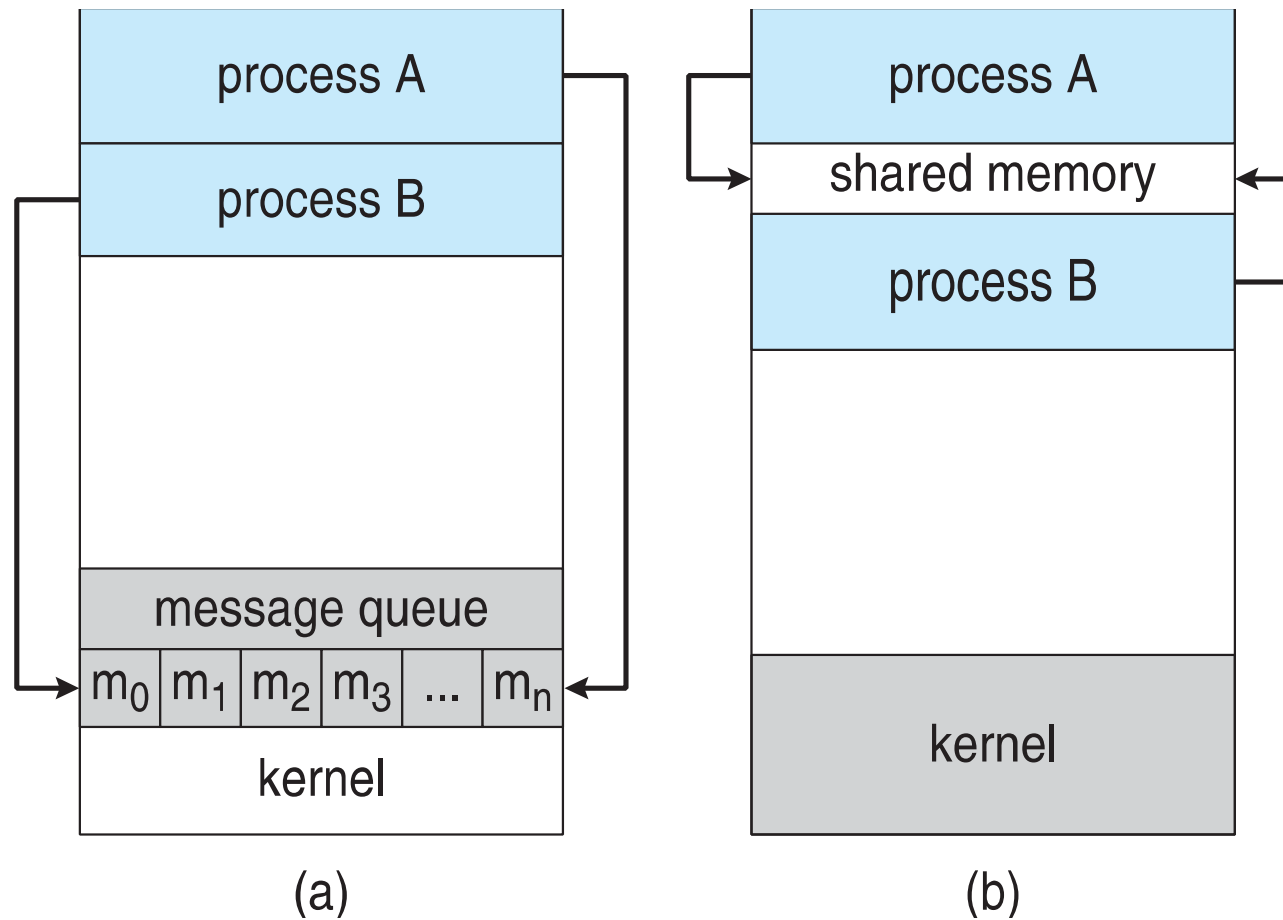 process A
process B
message queue
m0 m1 m2 m3 ... mn
kernel
(a)
process A
shared memory
process B
kernel
(b)